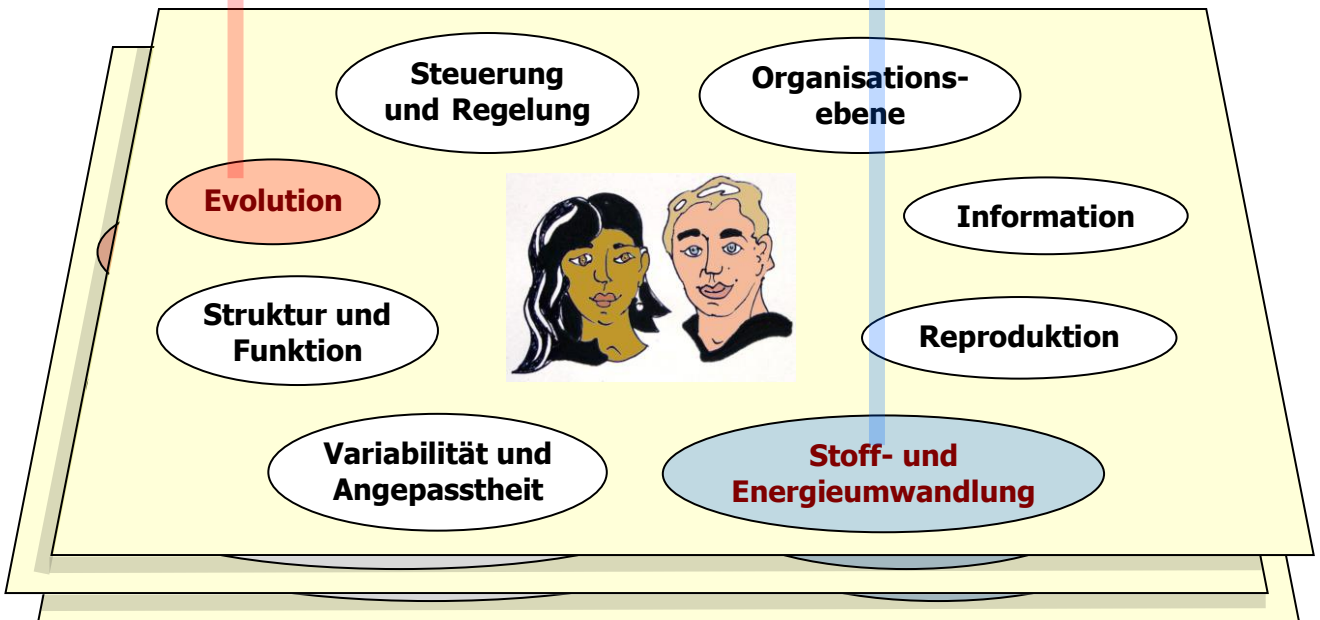 Steuerung
und Regelung
Organisations-
ebene
Evolution
Information
Struktur und
Funktion
Reproduktion
Variabilität und
Angepasstheit
Stoff- und
Energieumwandlung